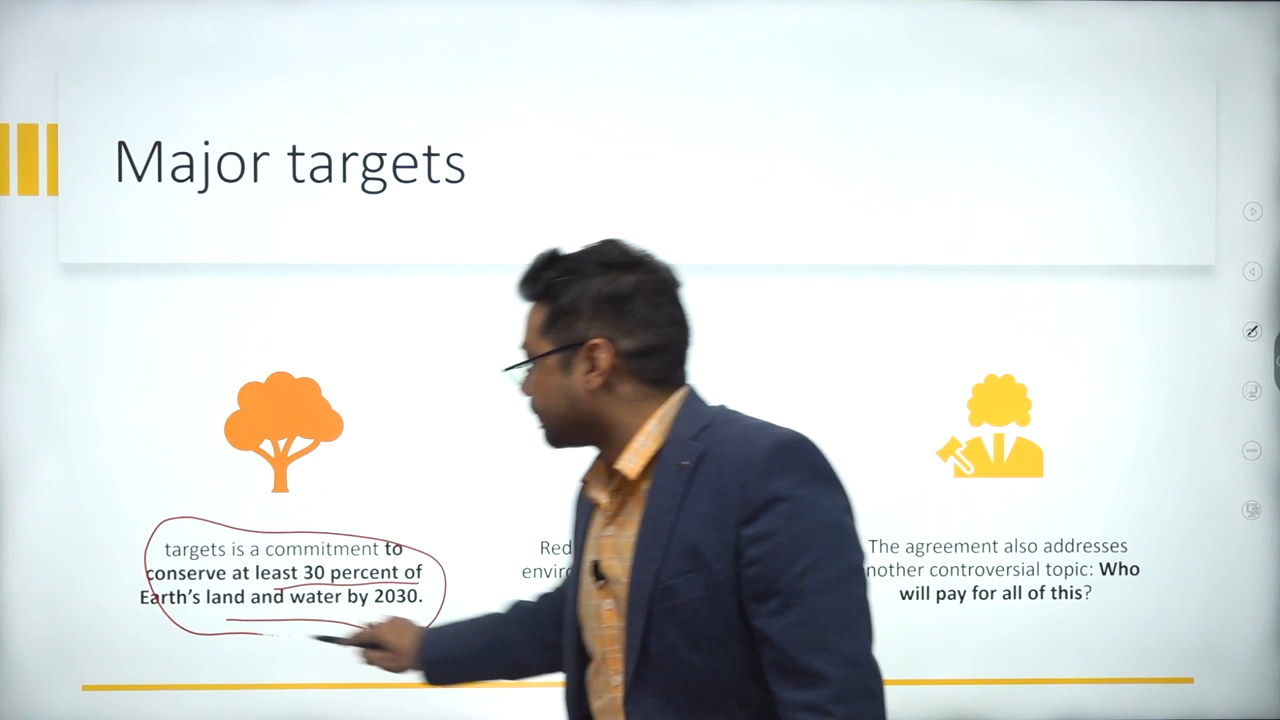 Major targets
targets is a commitment to
conserve at least 30 percent of
Earth's land and water by 2030.
Red
enviro
The agreement also addresses
nother controversial topic: Who
will pay for all of this?